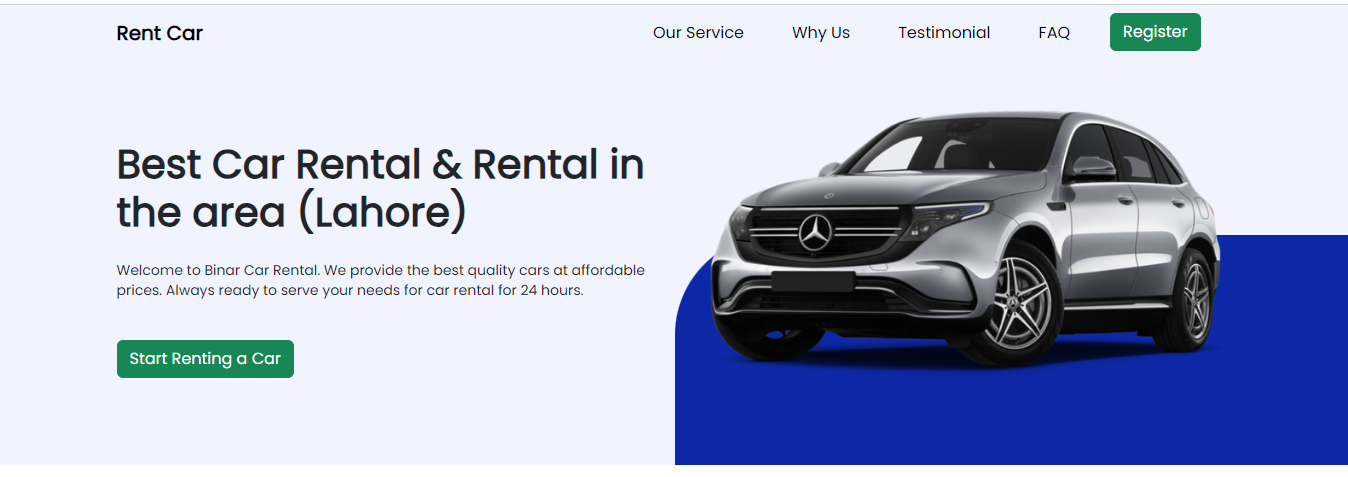 Rent Car
Our Service
Why Us
Testimonial
FAQ
Register
Best Car Rental & Rental in
the area (Lahore)
Welcome to Binar Car Rental. We provide the best quality cars at affordable
prices. Always ready to serve your needs for car rental for 24 hours.
Start Renting a Car